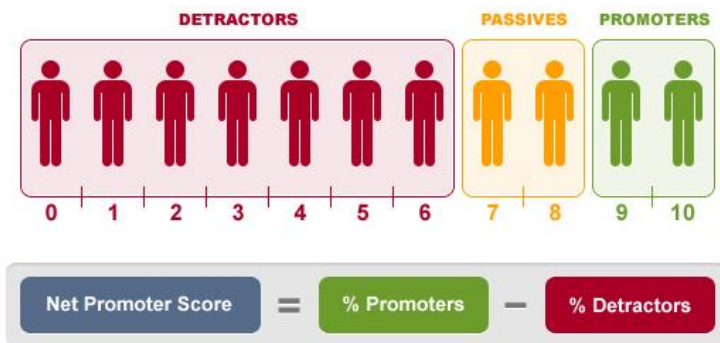 DETRACTORS PASSIVES PROMOTERS
0 1 2 3 4 5 6 7 8 9 10
Net Promoter Score = % Promoters – % Detractors